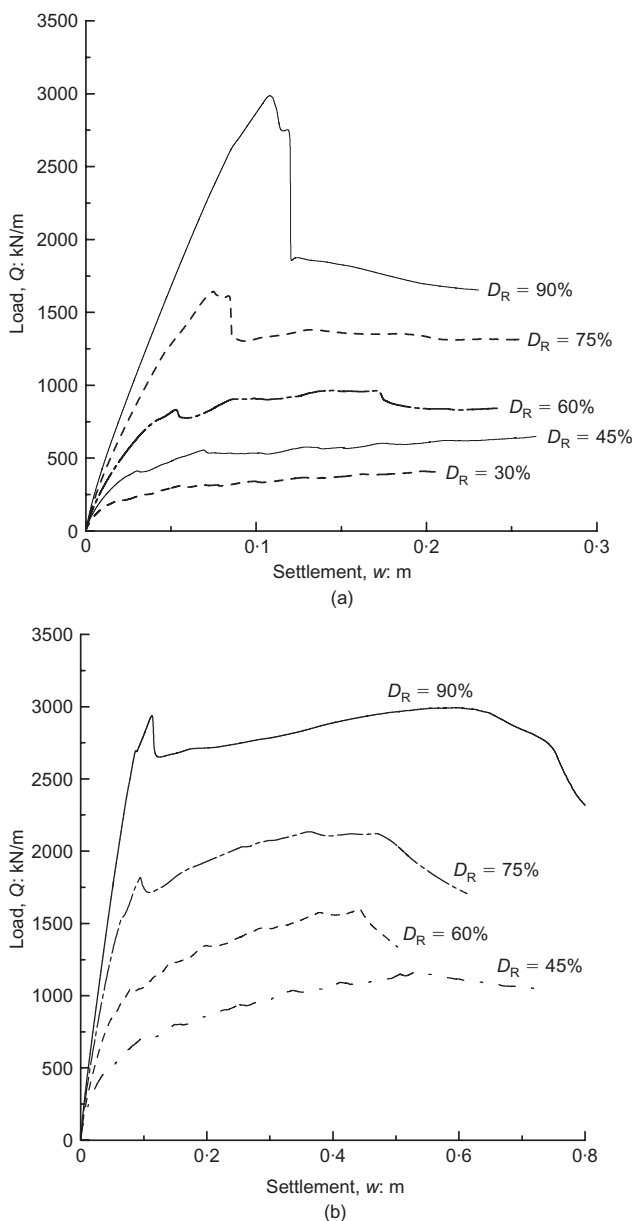 3500
3000
2500
2000
1500
1000
500
0
Load, Q: kN/m
D_R = 90%
D_R = 75%
D_R = 60%
D_R = 45%
D_R = 30%
0
0·1
0·2
0·3
Settlement, w: m
(a)
3500
3000
2500
2000
1500
1000
500
0
Load, Q: kN/m
D_R = 90%
D_R = 75%
D_R = 60%
D_R = 45%
0
0·2
0·4
0·6
0·8
Settlement, w: m
(b)